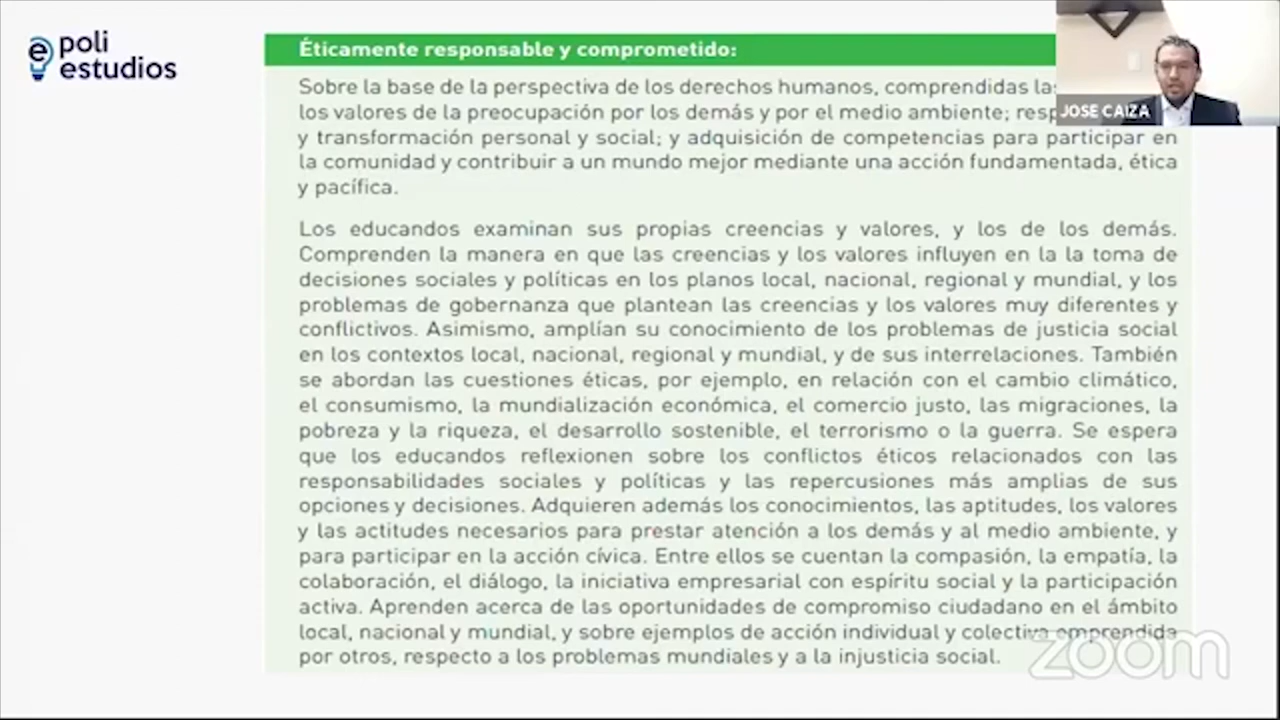 poli
estudios
Éticamente responsable y comprometido:
JOSE CAIZA
Sobre la base de la perspectiva de los derechos humanos, comprendidas
los valores de la preocupación por los demás y por el medio ambiente;
y transformación personal y social; y adquisición de competencias para participar en
la comunidad y contribuir a un mundo mejor mediante una acción fundamentada, ética
y pacífica.
Los educandos examinan sus propias creencias y valores, y los de los demás.
Comprenden la manera en que las creencias y los valores influyen en la la toma de
decisiones sociales y políticas en los planos local, nacional, regional y mundial, y los
problemas de gobernanza que plantean las creencias y los valores muy diferentes y
conflictivos. Asimismo, amplían su conocimiento de los problemas de justicia social
en los contextos local, nacional, regional y mundial, y de sus interrelaciones. También
se abordan las cuestiones éticas, por ejemplo, en relación con el cambio climático,
el consumismo, la mundialización económica, el comercio justo, las migraciones, la
pobreza y la riqueza, el desarrollo sostenible, el terrorismo o la guerra. Se espera
que los educandos reflexionen sobre los conflictos éticos relacionados con las
responsabilidades sociales y políticas y las repercusiones más amplias de sus
opciones y decisiones. Adquieren además los conocimientos, las aptitudes, los valores
y las actitudes necesarios para prestar atención a los demás y al medio ambiente, y
para participar en la acción cívica. Entre ellos se cuentan la compasión, la empatía, la
colaboración, el diálogo, la iniciativa empresarial con espíritu social y la participación
activa. Aprenden acerca de las oportunidades de compromiso ciudadano en el ámbito
local, nacional y mundial, y sobre ejemplos de acción individual y colectiva emprendida
por otros, respecto a los problemas mundiales y a la injusticia social.
zoom